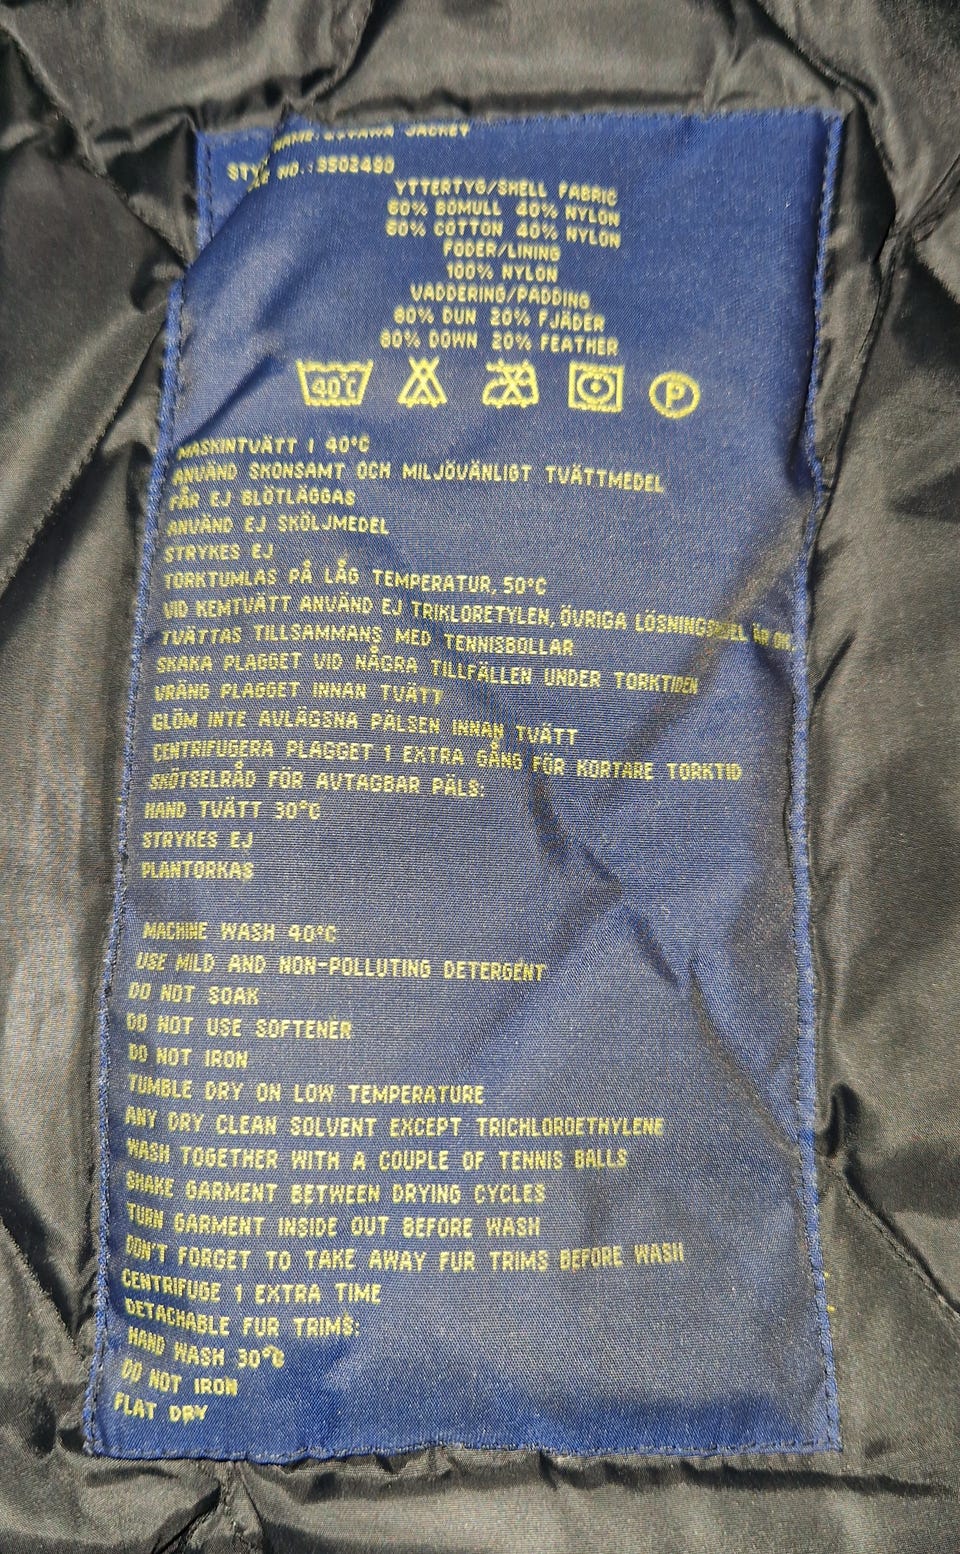 JACKET
NO.: 3502490
YTTERTYG/SHELL FABRIC
60% BOMULL 40% NYLON
60% COTTON 40% NYLON
FODER/LINING
100% NYLON
VADDERING/PADDING
80% DUN 20% FJÄDER
80% DOWN 20% FEATHER
40°C P
MASKINTVÄTT I 40°C
ANVÄND SKONSAMT OCH MILJÖVÄNLIGT TVÄTTMEDEL
FÅR EJ BLÖTLÄGGAS
ANVÄND EJ SKÖLJMEDEL
STRYKES EJ
TORKTUMLAS PÅ LÅG TEMPERATUR, 50°C
VID KEMTVÄTT ANVÄND EJ TRIKLORETYLEN, ÖVRIGA LÖSNINGSMEDEL ÄR OK
TVÄTTAS TILLSAMMANS MED TENNISBOLLAR
SKAKA PLAGGET VID NÅGRA TILLFÄLLEN UNDER TORKTIDEN
VRÄNG PLAGGET INNAN TVÄTT
GLÖM INTE AVLÄGSNA PÄLSEN INNAN TVÄTT
CENTRIFUGERA PLAGGET 1 EXTRA GÅNG FÖR KORTARE TORKTID
SKÖTSELRÅD FÖR AVTAGBAR PÄLS:
HAND TVÄTT 30°C
STRYKES EJ
PLANTORKAS
MACHINE WASH 40°C
USE MILD AND NON-POLLUTING DETERGENT
DO NOT SOAK
DO NOT USE SOFTENER
DO NOT IRON
TUMBLE DRY ON LOW TEMPERATURE
ANY DRY CLEAN SOLVENT EXCEPT TRICHLOROETHYLENE
WASH TOGETHER WITH A COUPLE OF TENNIS BALLS
SHAKE GARMENT BETWEEN DRYING CYCLES
TURN GARMENT INSIDE OUT BEFORE WASH
DON'T FORGET TO TAKE AWAY FUR TRIMS BEFORE WASH
CENTRIFUGE 1 EXTRA TIME
DETACHABLE FUR TRIMS:
HAND WASH 30°C
DO NOT IRON
FLAT DRY